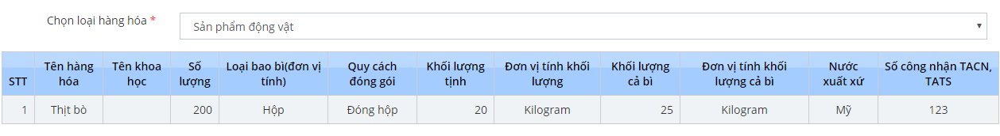 Chọn loại hàng hóa *
Sản phẩm động vật
STT Tên hàng hóa Tên khoa học Số lượng Loại bao bì(đơn vị tính) Quy cách đóng gói Khối lượng tịnh Đơn vị tính khối lượng Khối lượng cả bì Đơn vị tính khối lượng cả bì Nước xuất xứ Số công nhận TACN, TATS
1 Thịt bò 200 Hộp Đóng hộp 20 Kilogram 25 Kilogram Mỹ 123